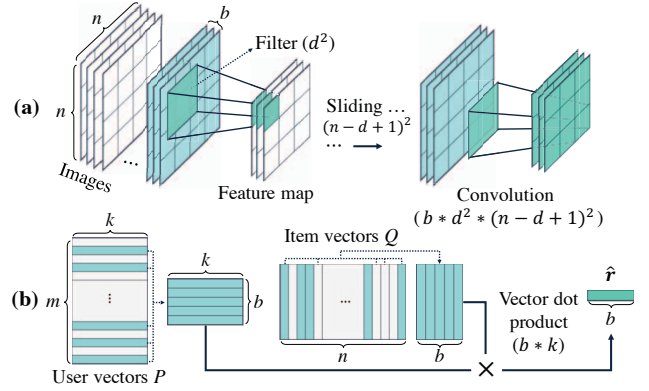 n
b
Filter (d²)
(a)
n
Images
...
Feature map
Sliding ...
(n−d+1)²
...
Convolution
(b * d² * (n−d+1)²)
k
Item vectors Q
k
(b)
m
...
b
...
r̂
Vector dot
product
(b * k)
b
n
b
×
User vectors P